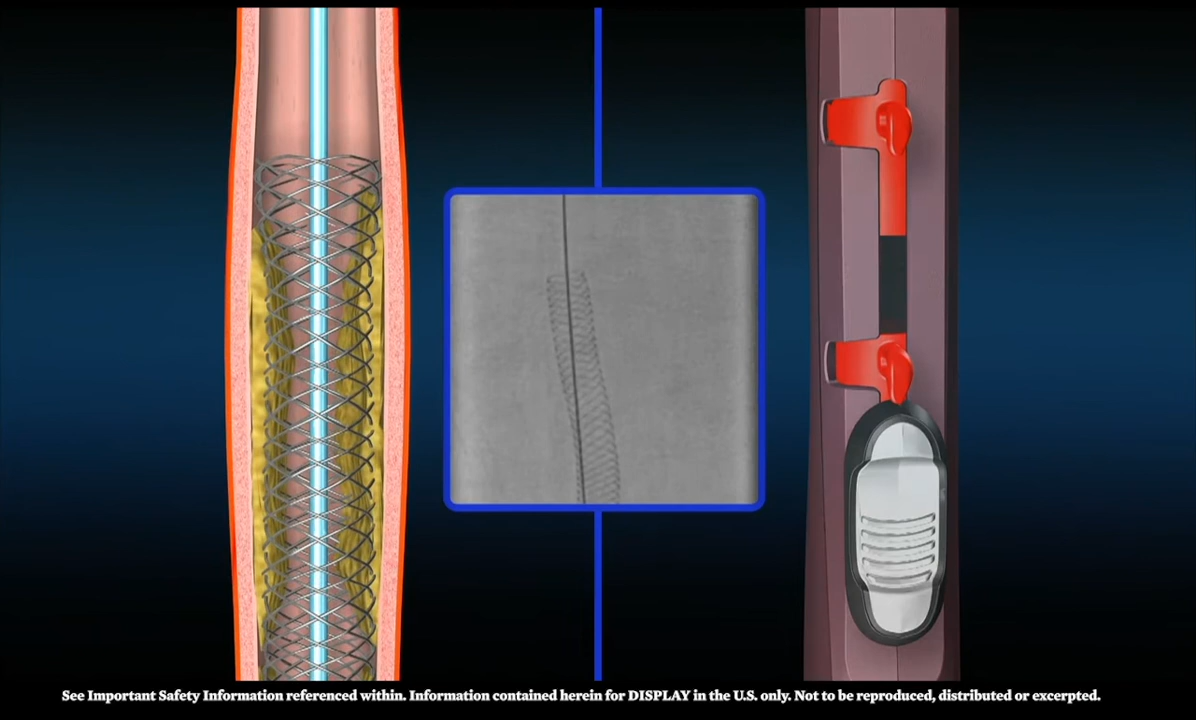 See Important Safety Information referenced within. Information contained herein for DISPLAY in the U.S. only. Not to be reproduced, distributed or excerpted.